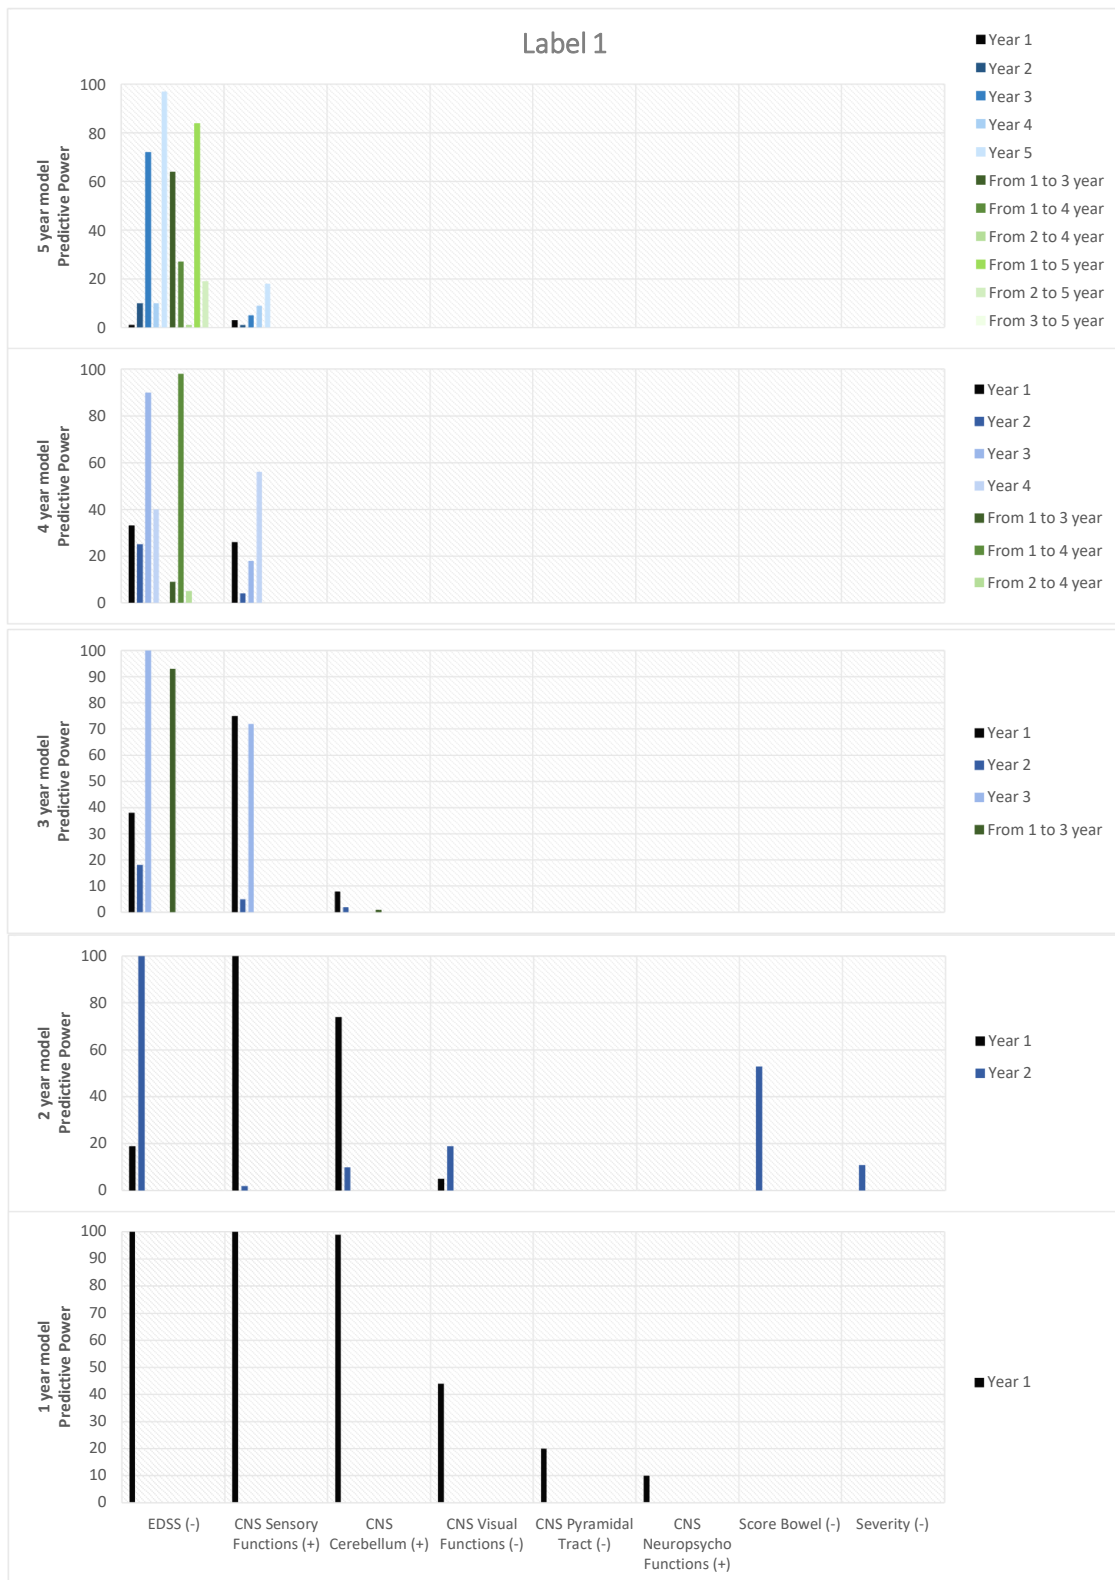 Label 1
5 year model
Predictive Power
100
80
60
40
20
0
Year 1
Year 2
Year 3
Year 4
Year 5
From 1 to 3 year
From 1 to 4 year
From 2 to 4 year
From 1 to 5 year
From 2 to 5 year
From 3 to 5 year
4 year model
Predictive Power
100
80
60
40
20
0
Year 1
Year 2
Year 3
Year 4
From 1 to 3 year
From 1 to 4 year
From 2 to 4 year
3 year model
Predictive Power
100
90
80
70
60
50
40
30
20
10
0
Year 1
Year 2
Year 3
From 1 to 3 year
2 year model
Predictive Power
100
80
60
40
20
0
Year 1
Year 2
1 year model
Predictive Power
100
90
80
70
60
50
40
30
20
10
0
Year 1
EDSS (-)
CNS Sensory
Functions (+)
CNS
Cerebellum (+)
CNS Visual
Functions (-)
CNS Pyramidal
Tract (-)
CNS
Neuropsycho
Functions (+)
Score Bowel (-)
Severity (-)